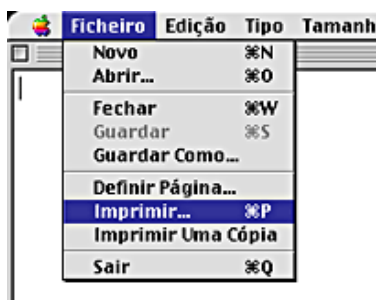 Ficheiro Edição Tipo Tamanh
Novo ⌘N
Abrir... ⌘O
Fechar ⌘W
Guardar ⌘S
Guardar Como...
Definir Página...
Imprimir... ⌘P
Imprimir Uma Cópia
Sair ⌘Q